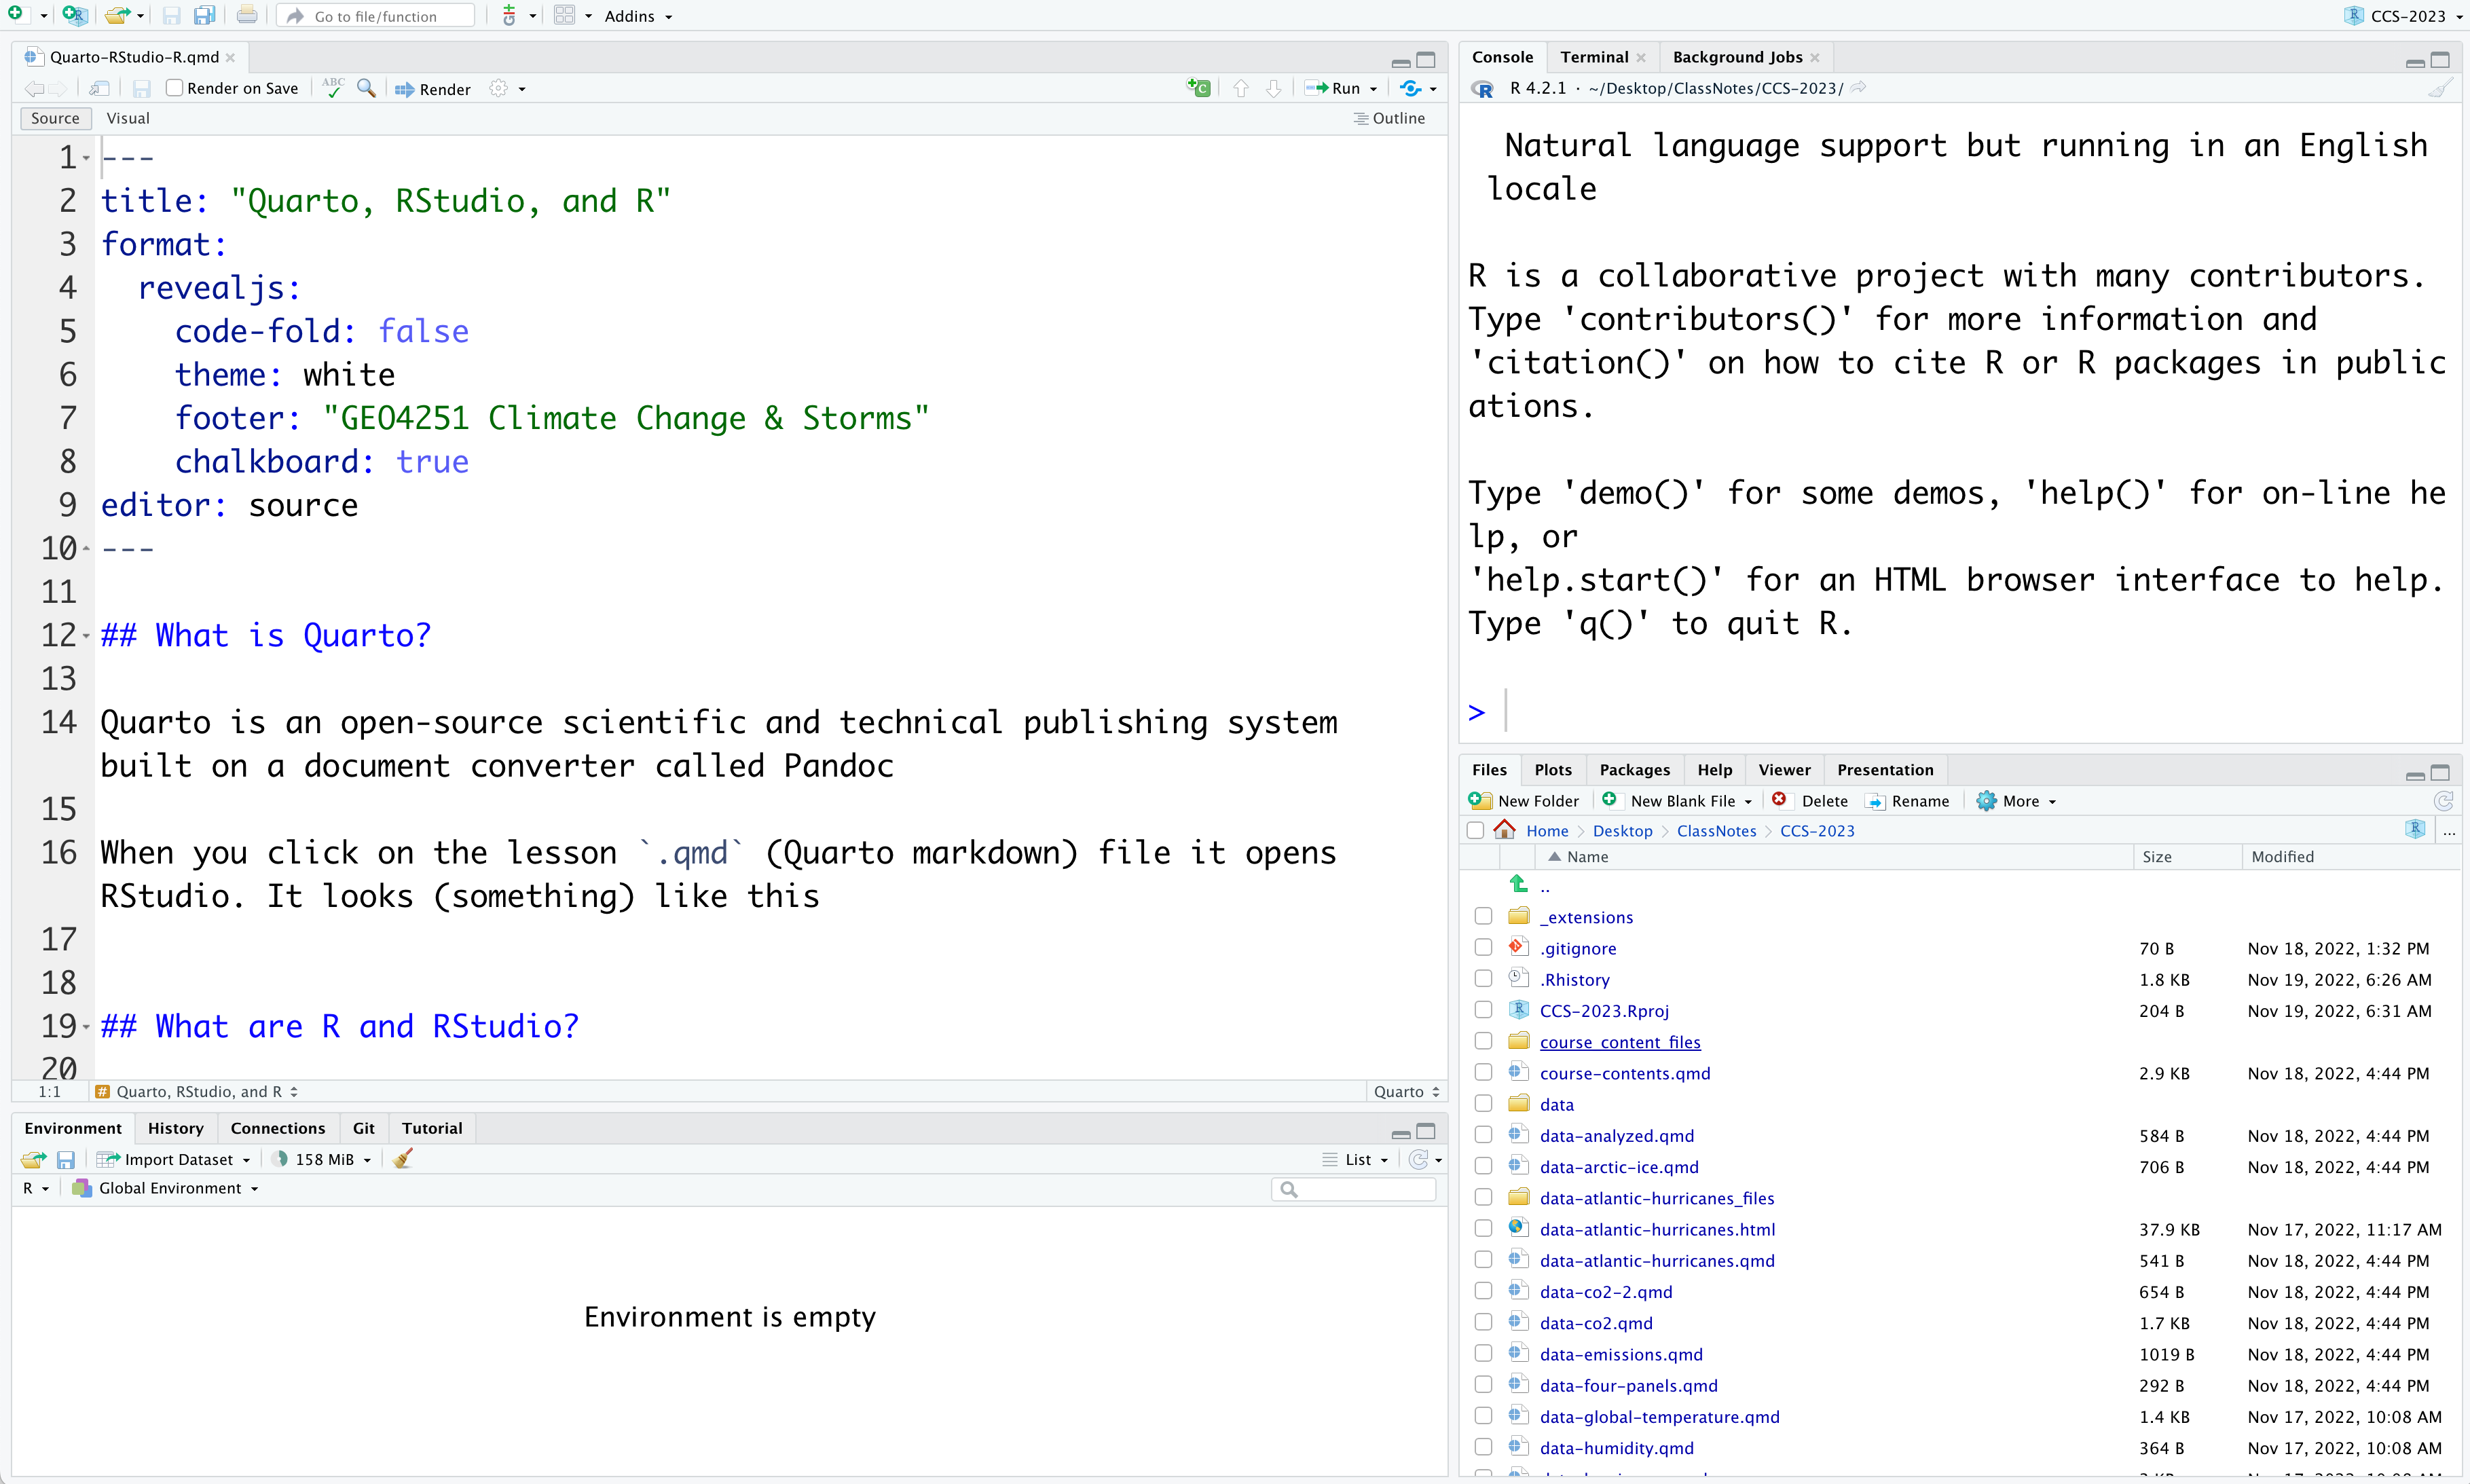 Go to file/function
Addins
CCS-2023
Quarto-RStudio-R.qmd
Render on Save
ABC
Render
Run
Source
Visual
Outline
1 ---
2 title: "Quarto, RStudio, and R"
3 format:
4 revealjs:
5 code-fold: false
6 theme: white
7 footer: "GEO4251 Climate Change & Storms"
8 chalkboard: true
9 editor: source
10 ---
11
12 ## What is Quarto?
13
14 Quarto is an open-source scientific and technical publishing system
built on a document converter called Pandoc
15
16 When you click on the lesson `.qmd` (Quarto markdown) file it opens
RStudio. It looks (something) like this
17
18
19 ## What are R and RStudio?
20
1:1 # Quarto, RStudio, and R
Quarto
Environment
History
Connections
Git
Tutorial
Import Dataset
158 MiB
List
R
Global Environment
Environment is empty
Console
Terminal
Background Jobs
R 4.2.1 · ~/Desktop/ClassNotes/CCS-2023/
Natural language support but running in an English
locale
R is a collaborative project with many contributors.
Type 'contributors()' for more information and
'citation()' on how to cite R or R packages in public
ations.
Type 'demo()' for some demos, 'help()' for on-line he
lp, or
'help.start()' for an HTML browser interface to help.
Type 'q()' to quit R.
>
Files
Plots
Packages
Help
Viewer
Presentation
New Folder
New Blank File
Delete
Rename
More
Home > Desktop > ClassNotes > CCS-2023
...
Name Size Modified
..
_extensions
.gitignore 70 B Nov 18, 2022, 1:32 PM
.Rhistory 1.8 KB Nov 19, 2022, 6:26 AM
CCS-2023.Rproj 204 B Nov 19, 2022, 6:31 AM
course_content_files
course-contents.qmd 2.9 KB Nov 18, 2022, 4:44 PM
data
data-analyzed.qmd 584 B Nov 18, 2022, 4:44 PM
data-arctic-ice.qmd 706 B Nov 18, 2022, 4:44 PM
data-atlantic-hurricanes_files
data-atlantic-hurricanes.html 37.9 KB Nov 17, 2022, 11:17 AM
data-atlantic-hurricanes.qmd 541 B Nov 18, 2022, 4:44 PM
data-co2-2.qmd 654 B Nov 18, 2022, 4:44 PM
data-co2.qmd 1.7 KB Nov 18, 2022, 4:44 PM
data-emissions.qmd 1019 B Nov 18, 2022, 4:44 PM
data-four-panels.qmd 292 B Nov 18, 2022, 4:44 PM
data-global-temperature.qmd 1.4 KB Nov 17, 2022, 10:08 AM
data-humidity.qmd 364 B Nov 17, 2022, 10:08 AM